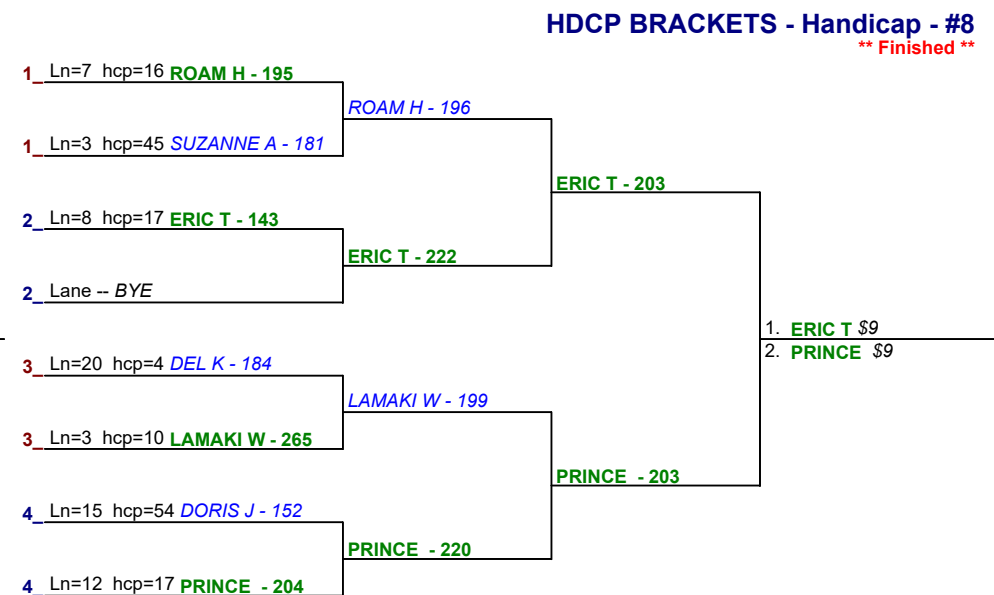 HDCP BRACKETS - Handicap - #8
** Finished **
1_ Ln=7 hcp=16 ROAM H - 195
ROAM H - 196
1_ Ln=3 hcp=45 SUZANNE A - 181
ERIC T - 203
2_ Ln=8 hcp=17 ERIC T - 143
ERIC T - 222
2_ Lane -- BYE
1. ERIC T $9
2. PRINCE $9
3_ Ln=20 hcp=4 DEL K - 184
LAMAKI W - 199
3_ Ln=3 hcp=10 LAMAKI W - 265
PRINCE - 203
4_ Ln=15 hcp=54 DORIS J - 152
PRINCE - 220
4_ Ln=12 hcp=17 PRINCE - 204